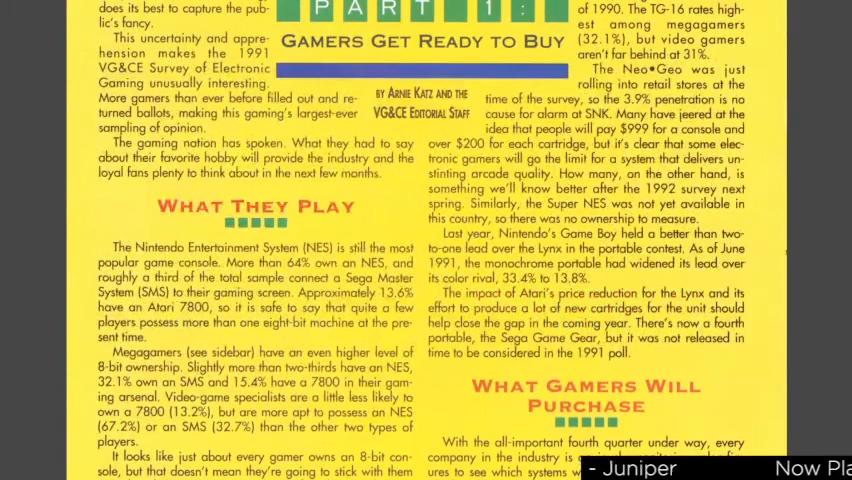 does its best to capture the pub-
lic's fancy.
This uncertainty and appre-
hension makes the 1991
VG&CE Survey of Electronic
Gaming unusually interesting.
More gamers than ever before filled out and re-
turned ballots, making this gaming's largest-ever
sampling of opinion.
The gaming nation has spoken. What they had to say
about their favorite hobby will provide the industry and the
loyal fans plenty to think about in the next few months.
WHAT THEY PLAY
The Nintendo Entertainment System (NES) is still the most
popular game console. More than 64% own an NES, and
roughly a third of the total sample connect a Sega Master
System (SMS) to their gaming screen. Approximately 13.6%
have an Atari 7800, so it is safe to say that quite a few
players possess more than one eight-bit machine at the pre-
sent time.
Megagamers (see sidebar) have an even higher level of
8-bit ownership. Slightly more than two-thirds have an NES,
32.1% own an SMS and 15.4% have a 7800 in their gam-
ing arsenal. Video-game specialists are a little less likely to
own a 7800 (13.2%), but are more apt to possess an NES
(67.2%) or an SMS (32.7%) than the other two types of
players.
It looks like just about every gamer owns an 8-bit con-
sole, but that doesn't mean they're going to stick with them
PART 1:
GAMERS GET READY TO BUY
BY ARNIE KATZ AND THE
VG&CE EDITORIAL STAFF
of 1990. The TG-16 rates high-
est among megagamers
(32.1%), but video gamers
aren't far behind at 31%.
The Neo•Geo was just
rolling into retail stores at the
time of the survey, so the 3.9% penetration is no
cause for alarm at SNK. Many have jeered at the
idea that people will pay $999 for a console and
over $200 for each cartridge, but it's clear that some elec-
tronic gamers will go the limit for a system that delivers un-
stinting arcade quality. How many, on the other hand, is
something we'll know better after the 1992 survey next
spring. Similarly, the Super NES was not yet available in
this country, so there was no ownership to measure.
Last year, Nintendo's Game Boy held a better than two-
to-one lead over the Lynx in the portable contest. As of June
1991, the monochrome portable had widened its lead over
its color rival, 33.4% to 13.8%.
The impact of Atari's price reduction for the Lynx and its
effort to produce a lot of new cartridges for the unit should
help close the gap in the coming year. There's now a fourth
portable, the Sega Game Gear, but it was not released in
time to be considered in the 1991 poll.
WHAT GAMERS WILL
PURCHASE
With the all-important fourth quarter under way, every
company in the industry is
ures to see which systems
- Juniper
Now Pla